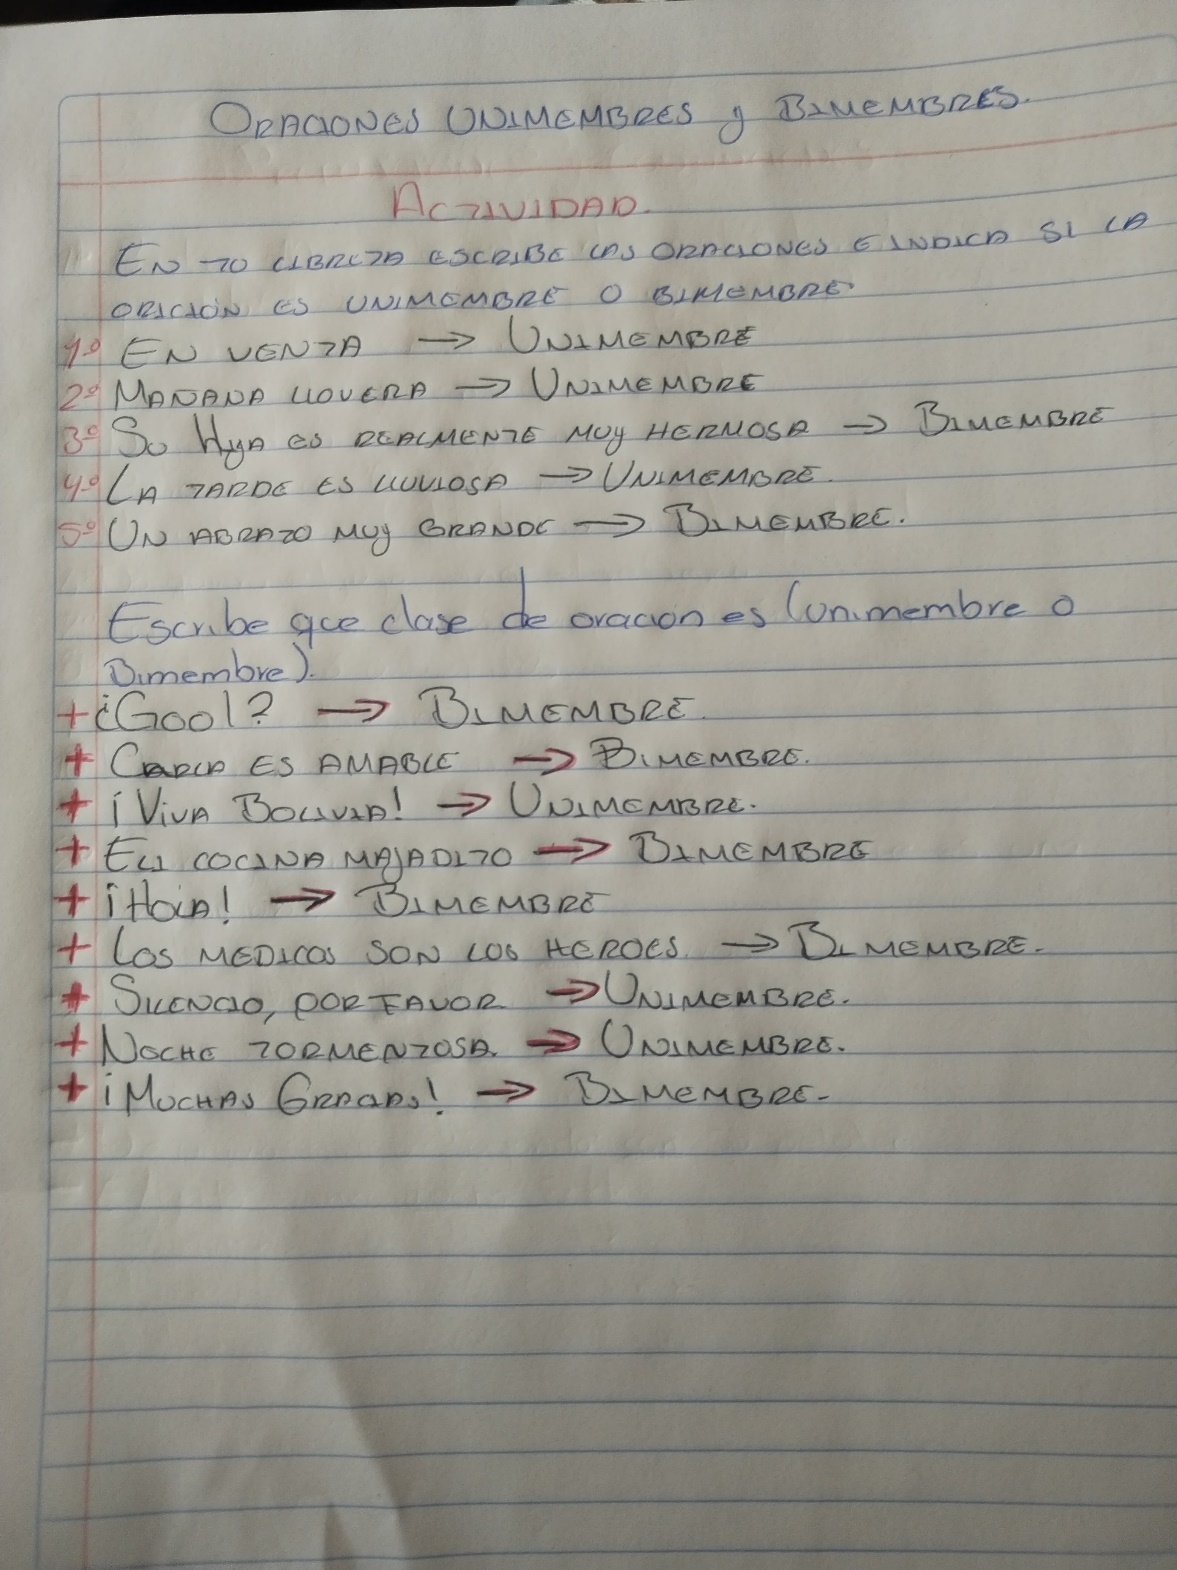 ORACIONES UNIMEMBRES y BIMEMBRES.
ACTIVIDAD.
EN TU LIBRETA ESCRIBE LAS ORACIONES E INDICA SI LA
ORACIÓN ES UNIMEMBRE O BIMEMBRE.
1º EN VENTA → UNIMEMBRE
2º MAÑANA LLOVERA → UNIMEMBRE
3º SU HIJA ES REALMENTE MUY HERMOSA → BIMEMBRE
4º LA TARDE ES LLUVIOSA → UNIMEMBRE.
5º UN ABRAZO MUY GRANDE → BIMEMBRE.
Escribe que clase de oracion es (unimembre o
Bimembre).
+ ¿Gool? → BIMEMBRE.
+ CARLA ES AMABLE → BIMEMBRE.
+ ¡VIVA BOLIVIA! → UNIMEMBRE.
+ ELI COCINA MAJADITO → BIMEMBRE
+ ¡HOLA! → BIMEMBRE
+ LOS MEDICOS SON LOS HEROES. → BIMEMBRE.
+ SILENCIO, POR FAVOR → UNIMEMBRE.
+ NOCHE TORMENTOSA. → UNIMEMBRE.
+ ¡MUCHAS GRACIAS! → BIMEMBRE.